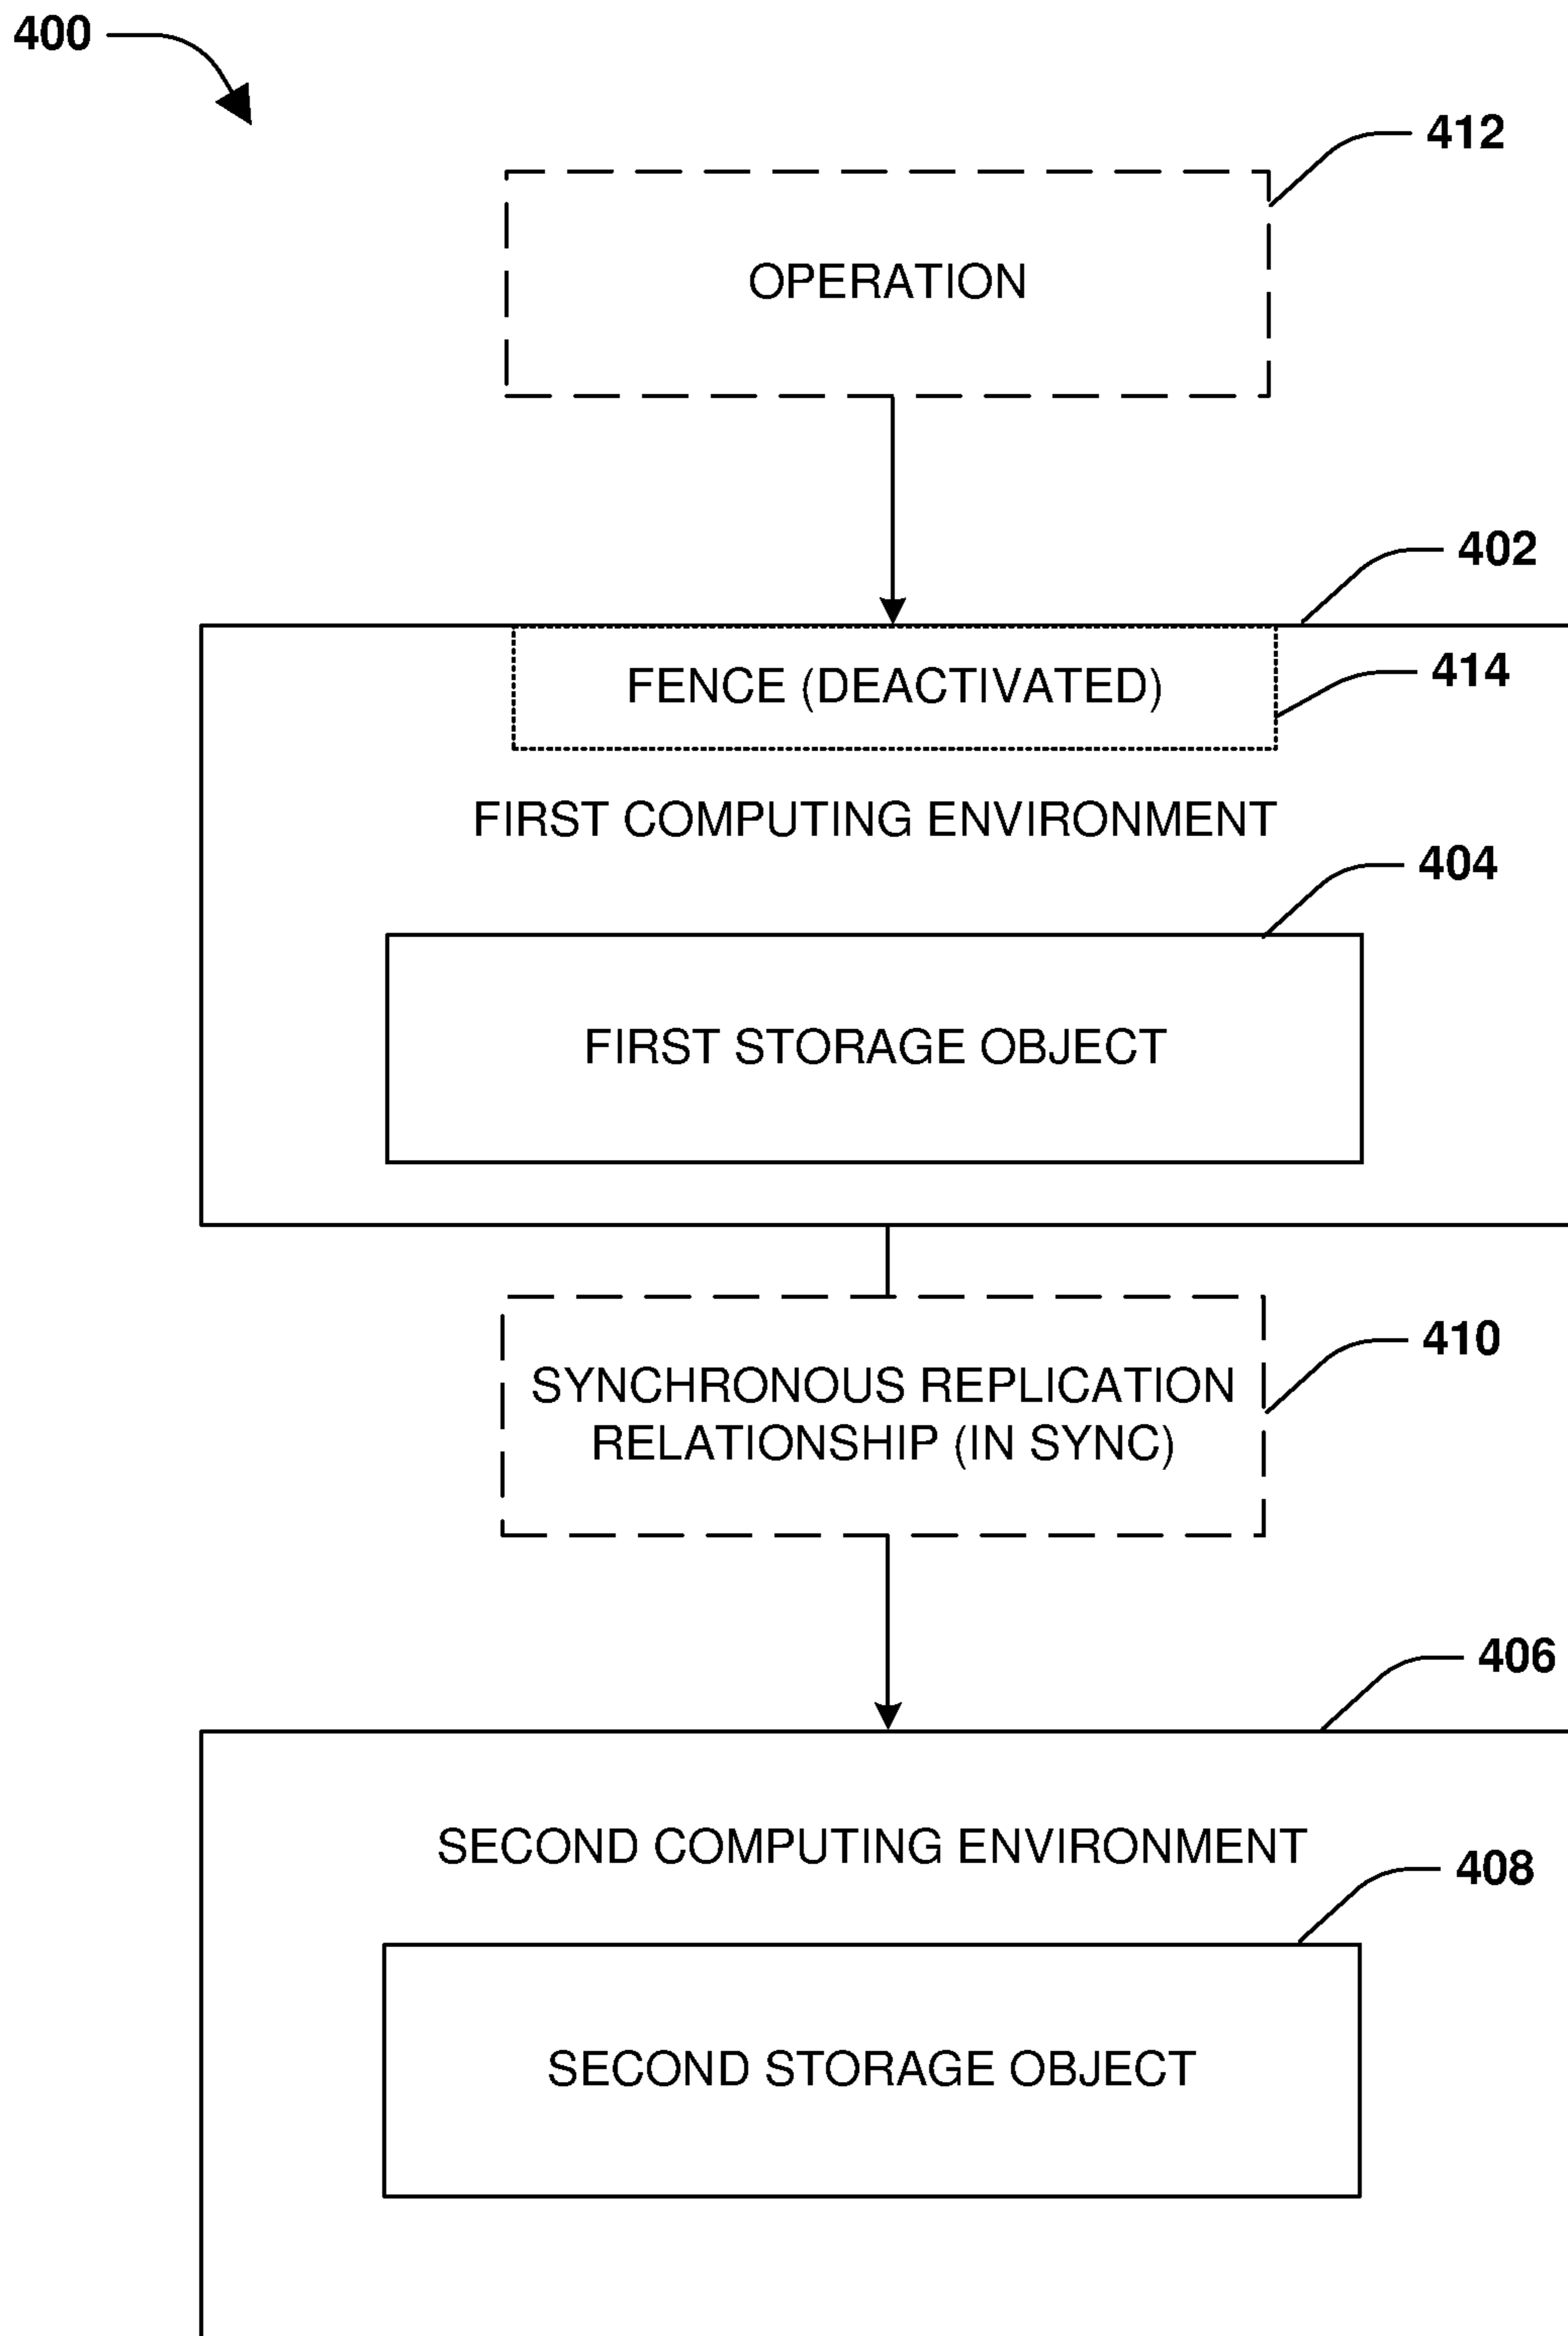 400
412
OPERATION
402
FENCE (DEACTIVATED)
414
FIRST COMPUTING ENVIRONMENT
404
FIRST STORAGE OBJECT
410
SYNCHRONOUS REPLICATION
RELATIONSHIP (IN SYNC)
406
SECOND COMPUTING ENVIRONMENT
408
SECOND STORAGE OBJECT